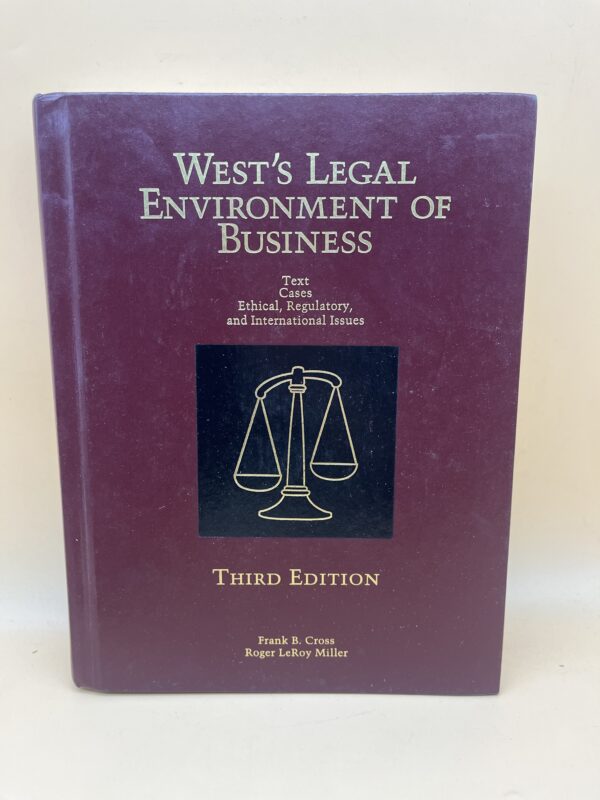 WEST'S LEGAL
ENVIRONMENT OF
BUSINESS
Text
Cases
Ethical, Regulatory,
and International Issues
THIRD EDITION
Frank B. Cross
Roger LeRoy Miller